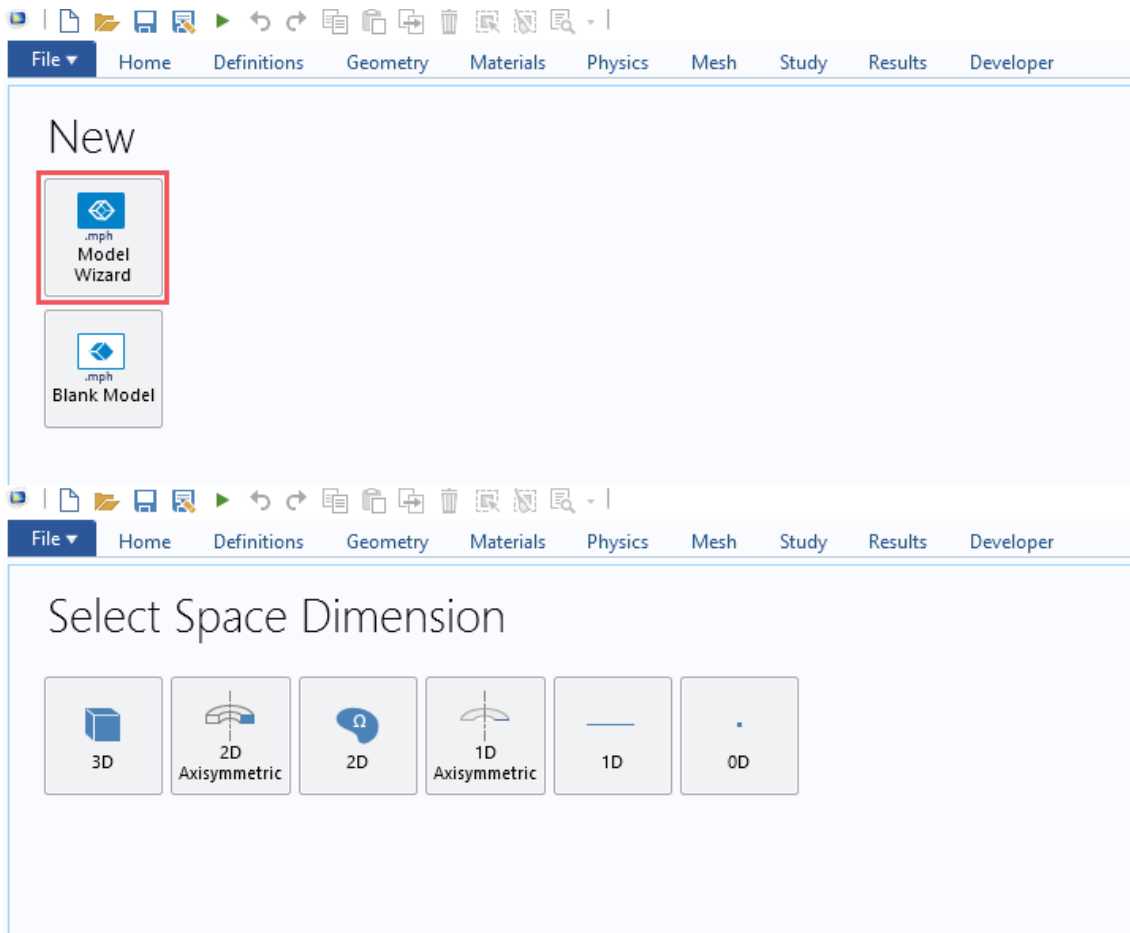 File Home Definitions Geometry Materials Physics Mesh Study Results Developer
New
.mph
Model
Wizard
.mph
Blank Model
File Home Definitions Geometry Materials Physics Mesh Study Results Developer
Select Space Dimension
3D
2D
Axisymmetric
Ω
2D
1D
Axisymmetric
1D
0D